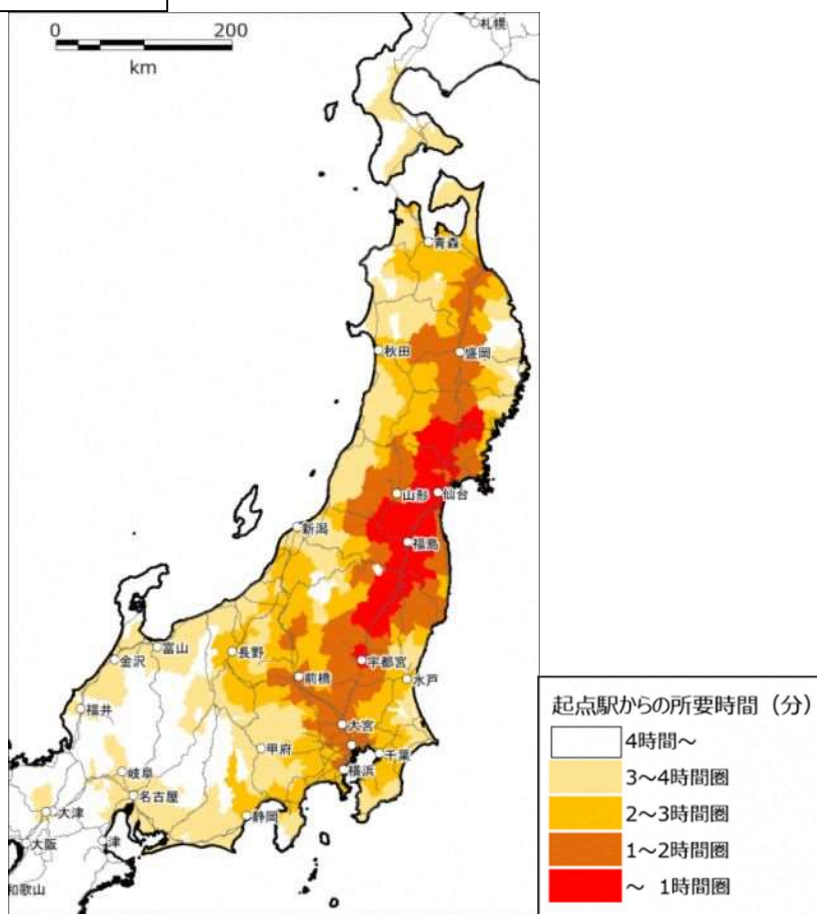 0 200
km
札幌
青森
秋田
盛岡
山形
仙台
新潟
福島
富山
金沢
長野
宇都宮
前橋
水戸
福井
大宮
甲府
千葉
岐阜
横浜
名古屋
大津
静岡
大阪
津
和歌山
起点駅からの所要時間（分）
4時間～
3～4時間圏
2～3時間圏
1～2時間圏
～ 1時間圏